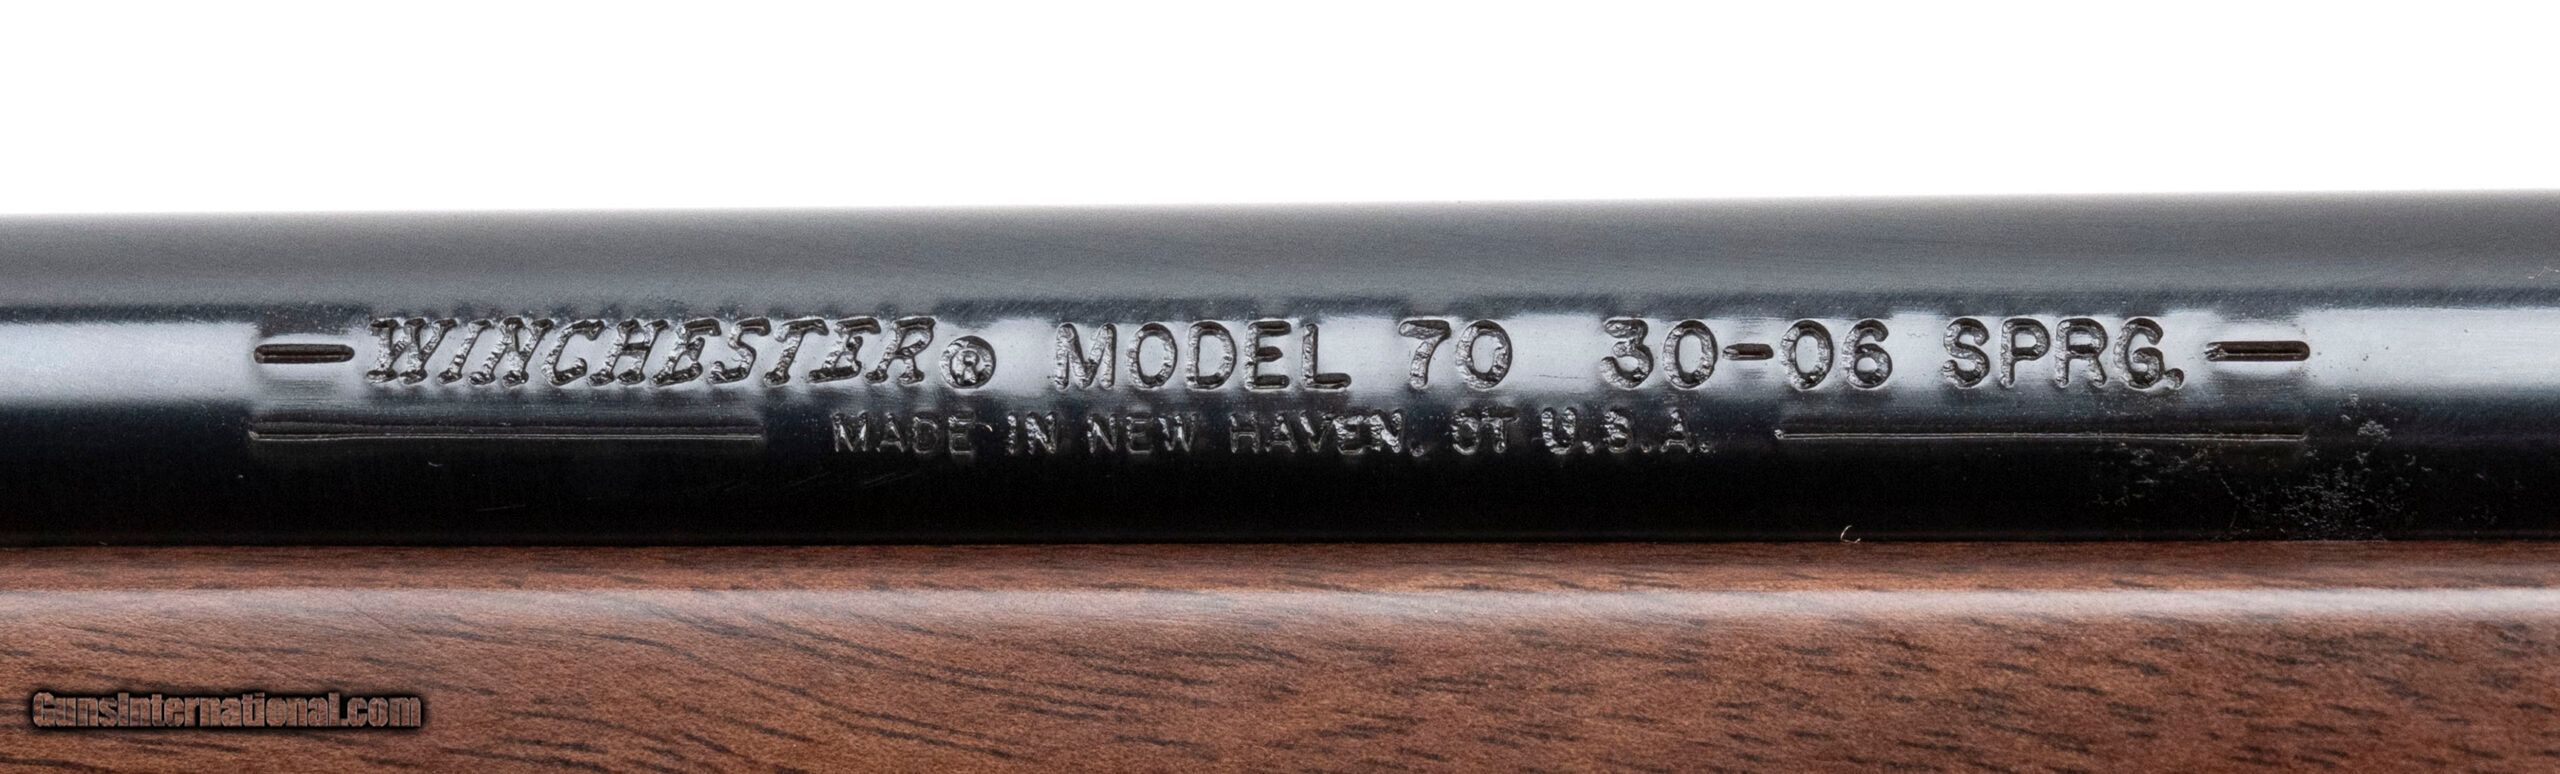 —WINCHESTER® MODEL 70 30-06 SPRG.—
MADE IN NEW HAVEN, CT U.S.A.
GunsInternational.com